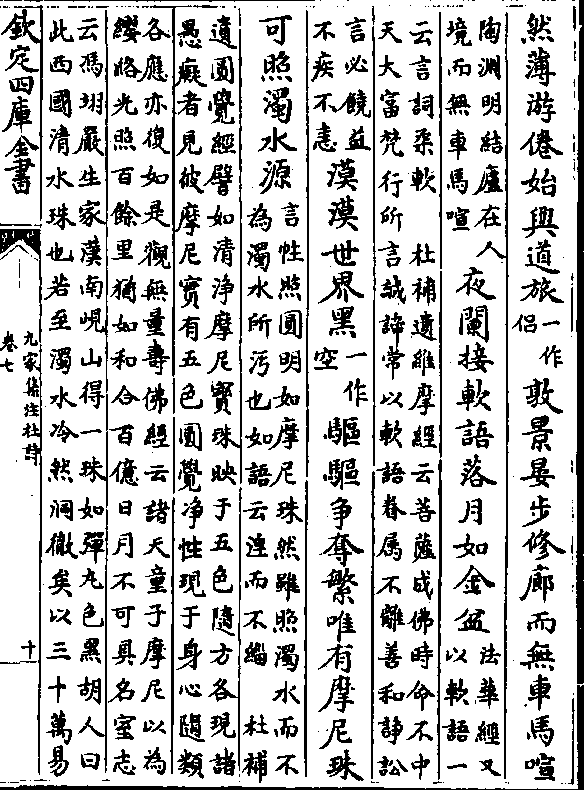 然薄游倦始與道旅一作
侶敦景晏步修廊而無車馬喧
陶淵明結廬在人
境而無車馬喧
夜闌接軟語落月如金盆
法華經又
以軟語一
云言詞柔軟 杜補遺維摩經云菩薩成佛時命不中
天大富梵行所言誠諦常以軟語眷屬不離善和諍訟
言必饒益
不疾不恚
漠漠世界黑一作
空驅驅爭奪繁唯有摩尼珠
可照濁水源
言性照圓明如摩尼珠然雖照濁水而不
為濁水所污也如語云涅而不緇 杜補
遺圓覺經譬如清净摩尼寶珠映于五色隨方各現諸
愚癡者見彼摩尼實有五色圓覺净性現于身心隨類
各應亦復如是觀無量壽佛經云諸天童子摩尼以為
纓絡光照百餘里猶如和合百億日月不可具名室志
云馮翊嚴生家漢南峴山得一珠如彈丸色黑胡人曰
此西國清水珠也若至濁水泠然洞徹矣以三十萬易
欽定四庫全書
九家集注杜詩
卷七
十